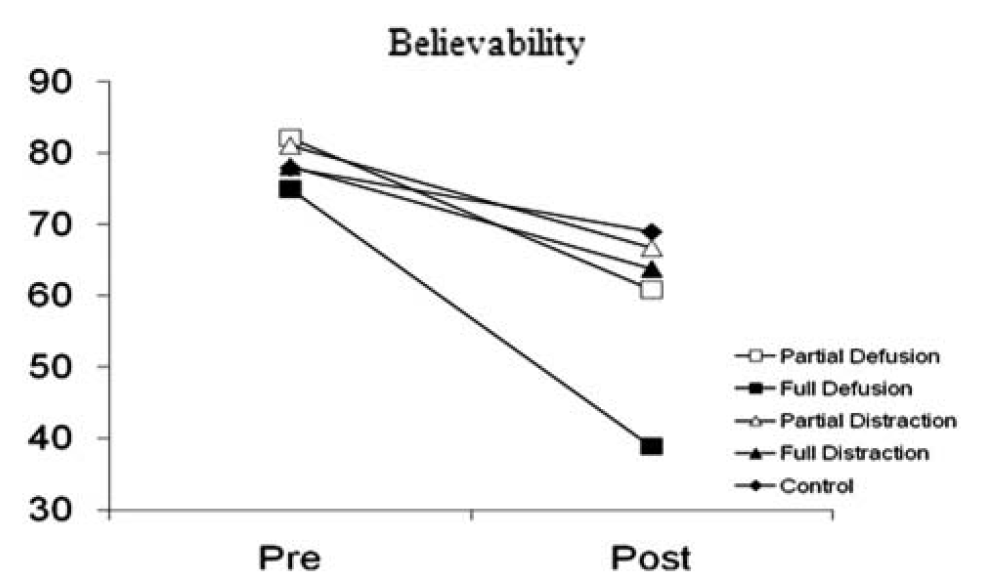 Believability
90
80
70
60
50
40
30
Partial Defusion
Full Defusion
Partial Distraction
Full Distraction
Control
Pre Post